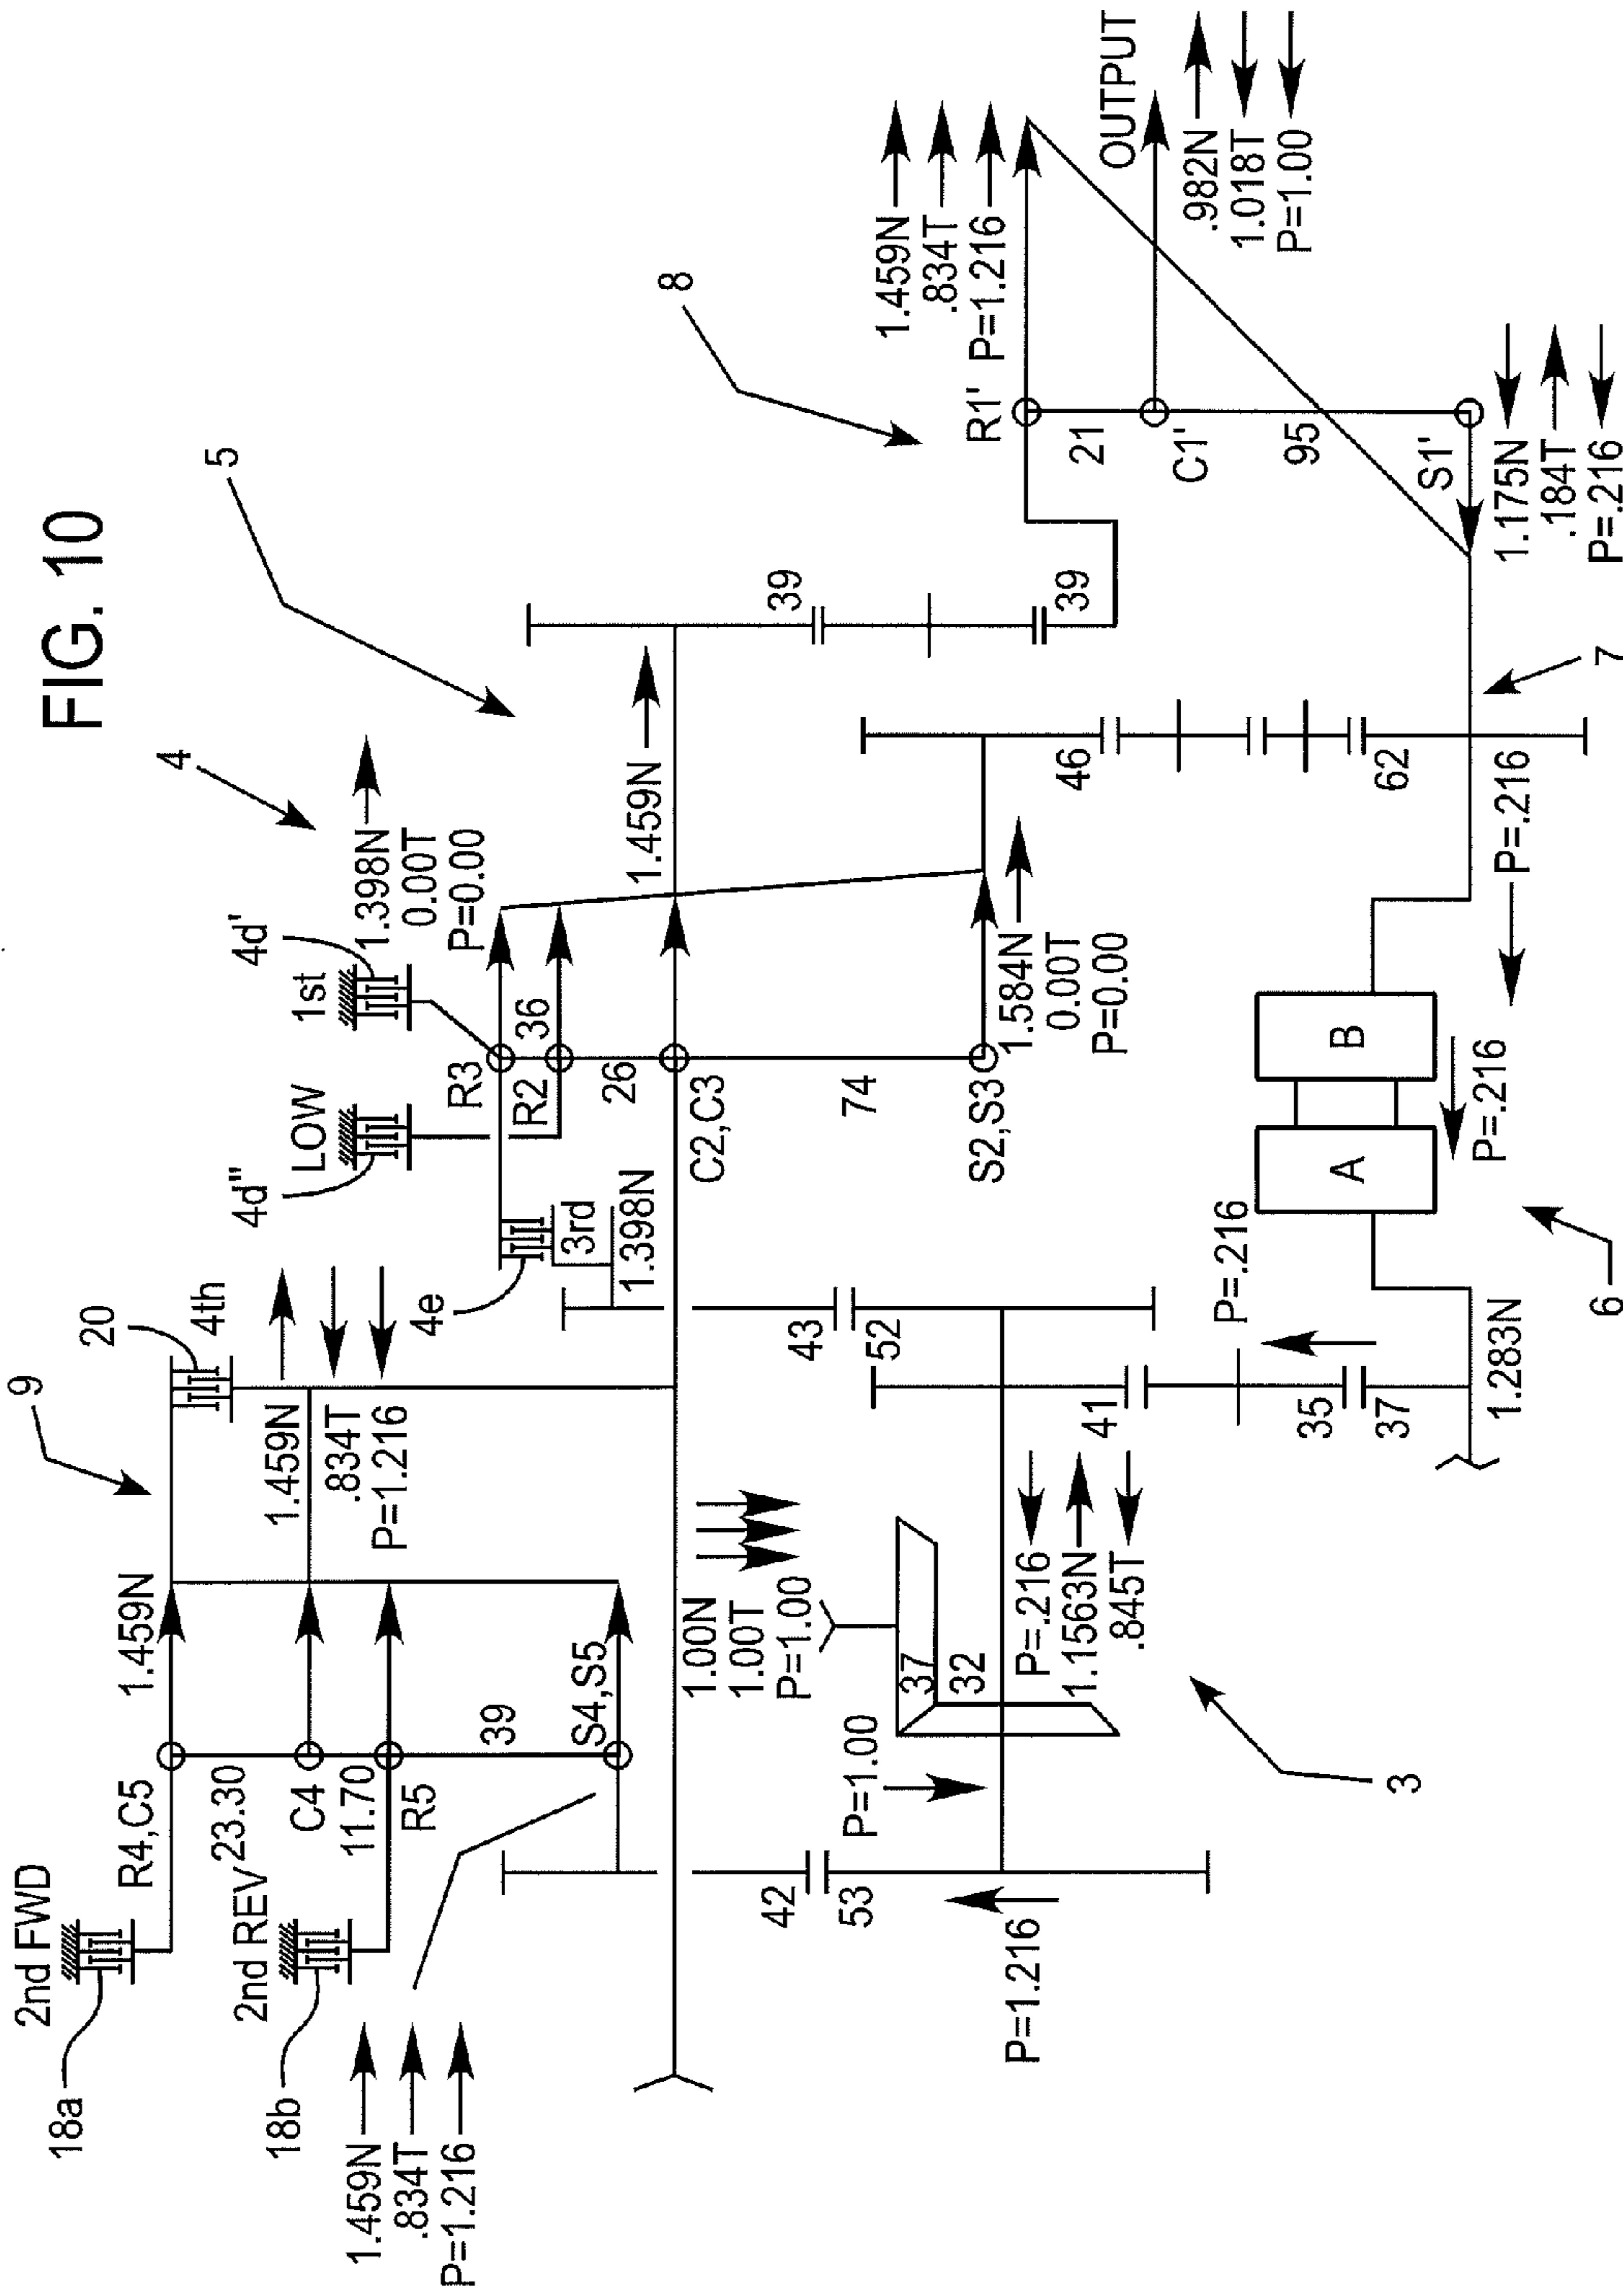 FIG. 10
2nd FWD
18a
R4,C5
1.459N
9
20
4th
23.30
C4
11.70
R5
39
S4,S5
2nd REV
18b
1.459N
.834T
P=1.216
1.459N
.834T
P=1.216
4e
3rd
1.398N
4d"
LOW
4d'
1st
4
1.398N
0.00T
P=0.00
R3
36
R2
26
C2,C3
74
S2,S3
1.584N
0.00T
P=0.00
1.459N
1.459N
5
39
39
46
62
8
R1'
21
C1'
95
S1'
1.459N
.834T
P=1.216
OUTPUT
.982N
1.018T
P=1.00
1.175N
.184T
P=.216
7
P=.216
B
A
P=.216
6
P=.216
1.283N
35
37
41
43
52
1.00N
1.00T
P=1.00
37
32
P=.216
1.1563N
.845T
3
P=1.00
42
53
P=1.216